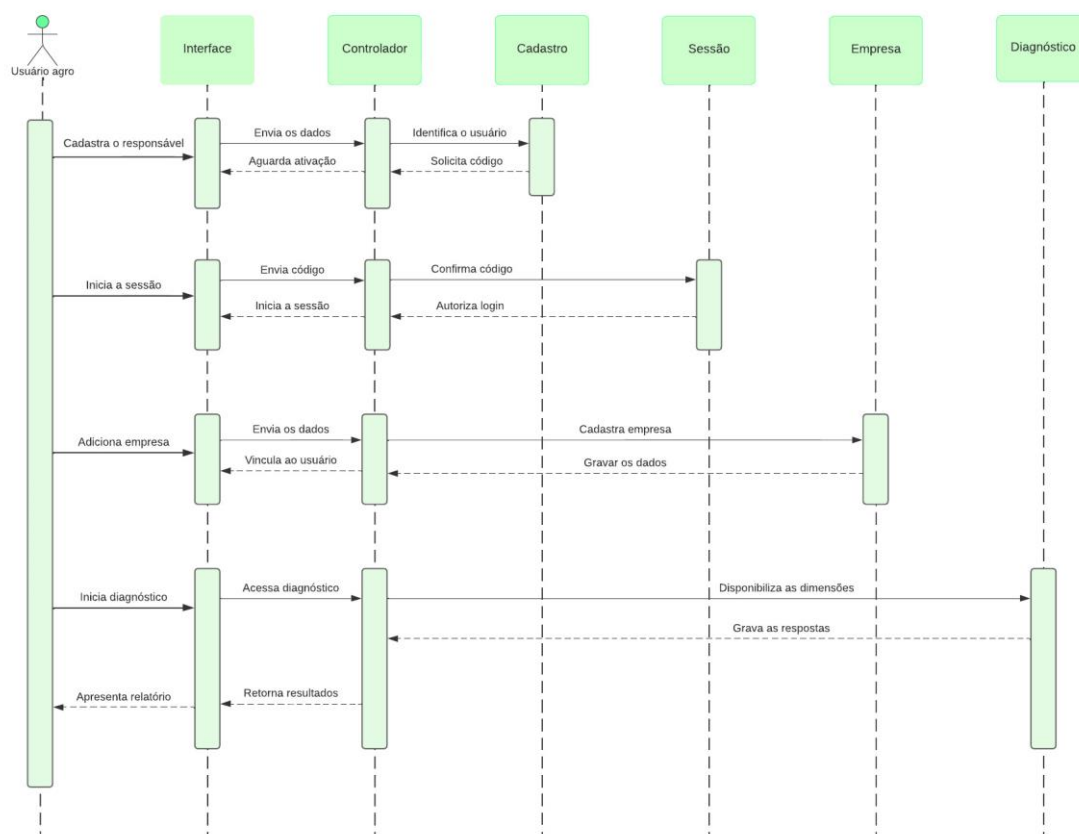 Usuário agro
Interface
Controlador
Cadastro
Sessão
Empresa
Diagnóstico
Cadastra o responsável
Envia os dados
Identifica o usuário
Aguarda ativação
Solicita código
Inicia a sessão
Envia código
Confirma código
Inicia a sessão
Autoriza login
Adiciona empresa
Envia os dados
Cadastra empresa
Vincula ao usuário
Gravar os dados
Inicia diagnóstico
Acessa diagnóstico
Disponibiliza as dimensões
Grava as respostas
Apresenta relatório
Retorna resultados